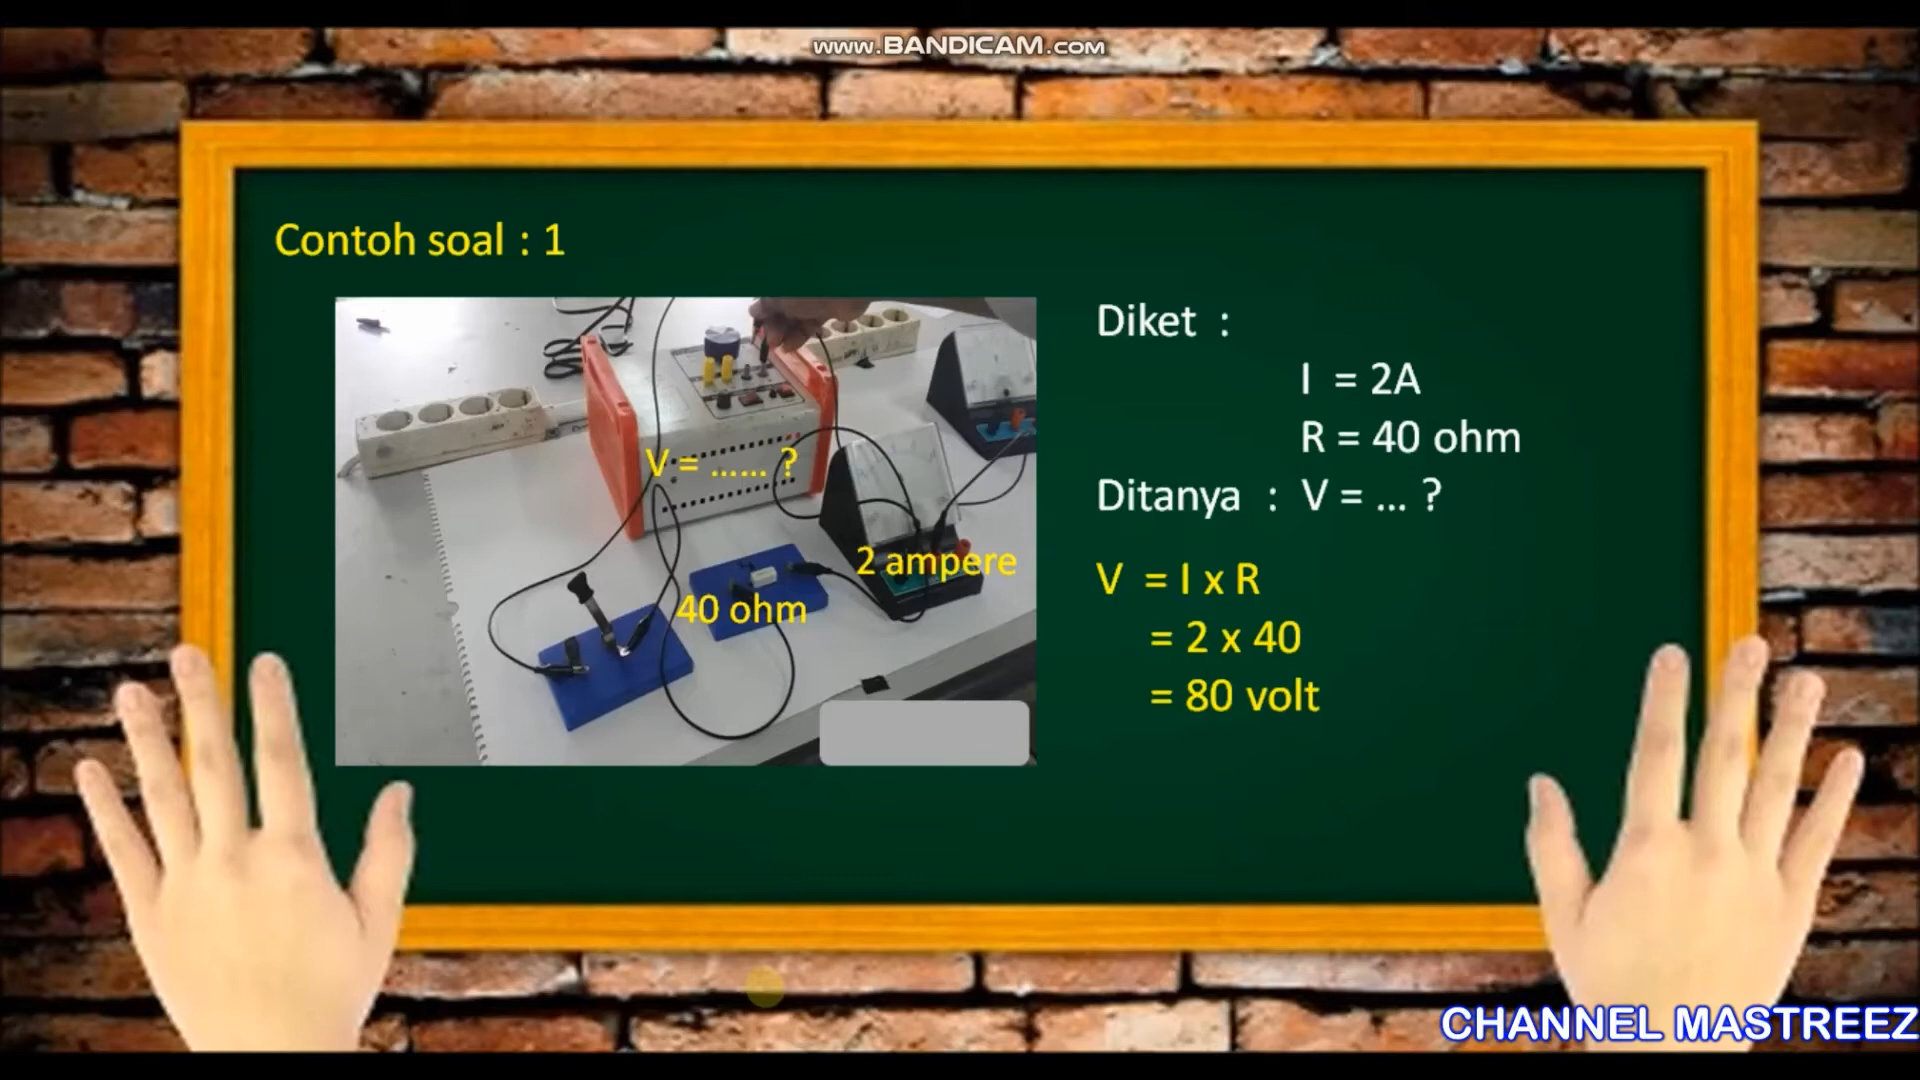 www.BANDICAM.com
Contoh soal : 1
V = ...... ?
2 ampere
40 ohm
Diket :
I = 2A
R = 40 ohm
Ditanya : V = ... ?
V = I x R
= 2 x 40
= 80 volt
CHANNEL MASTREEZ